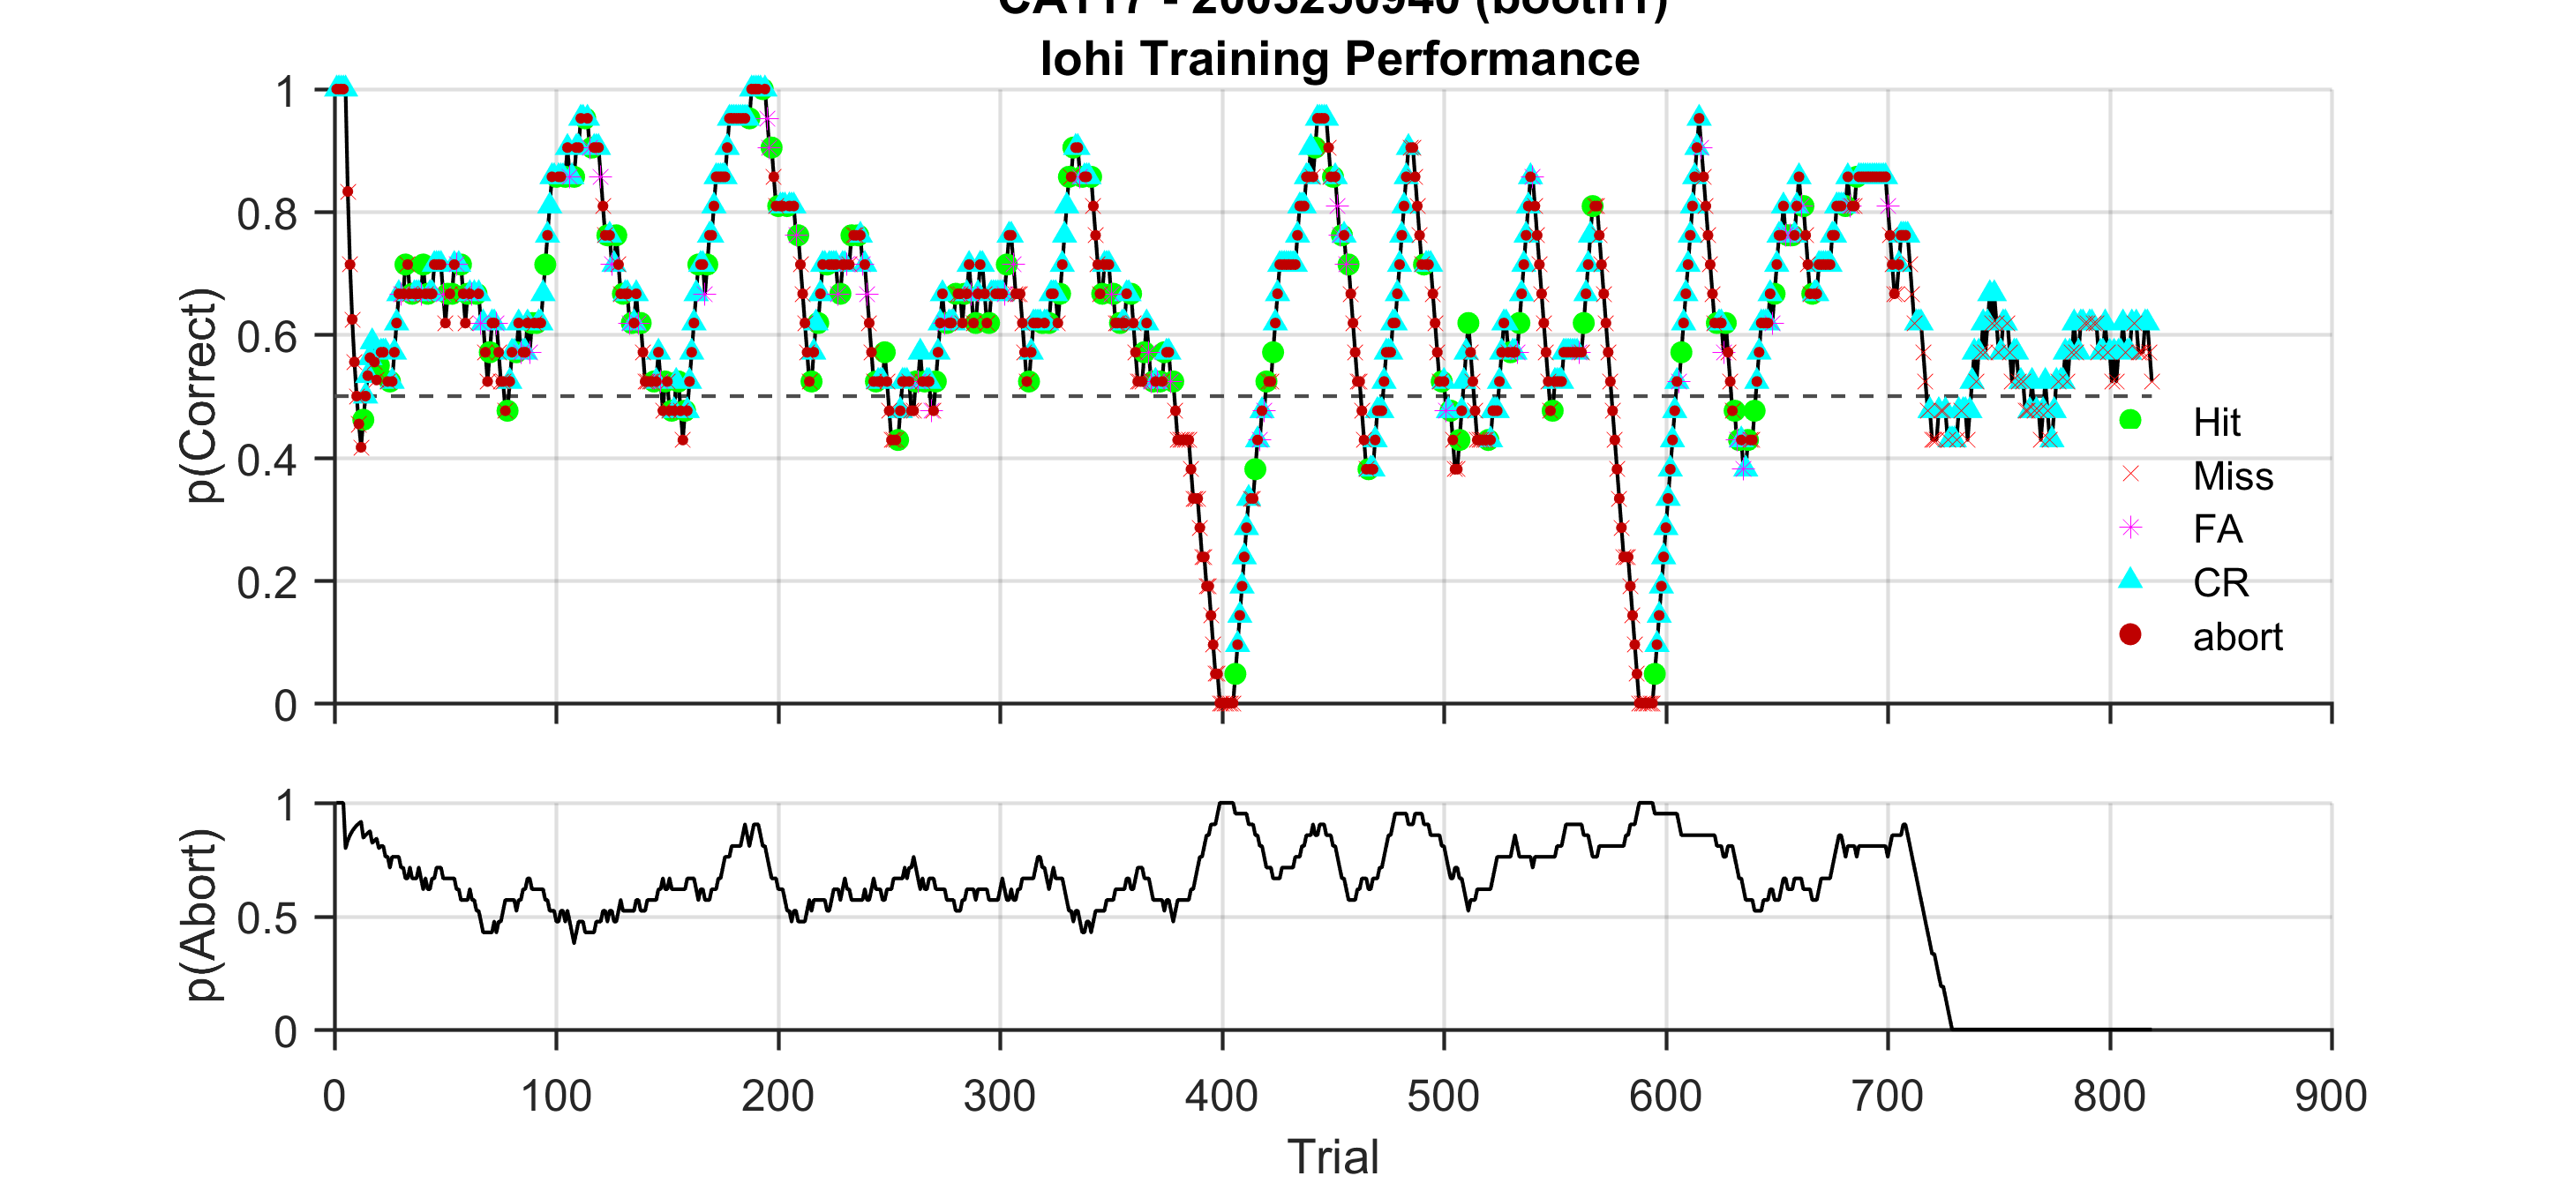 lohi Training Performance
1
0.8
0.6
0.4
0.2
0
p(Correct)
Hit
Miss
FA
CR
abort
1
0.5
0
p(Abort)
0 100 200 300 400 500 600 700 800 900
Trial